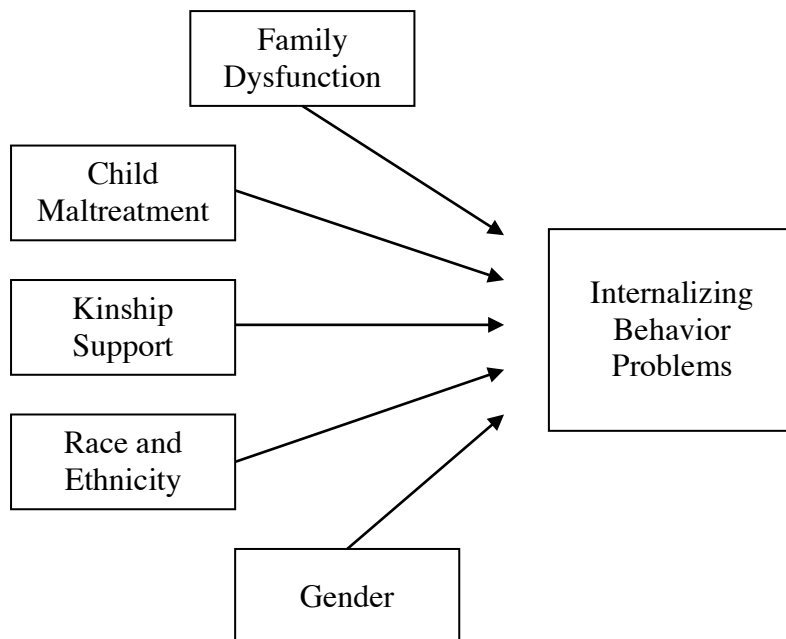 Family
Dysfunction
Child
Maltreatment
Kinship
Support
Race and
Ethnicity
Gender
Internalizing
Behavior
Problems